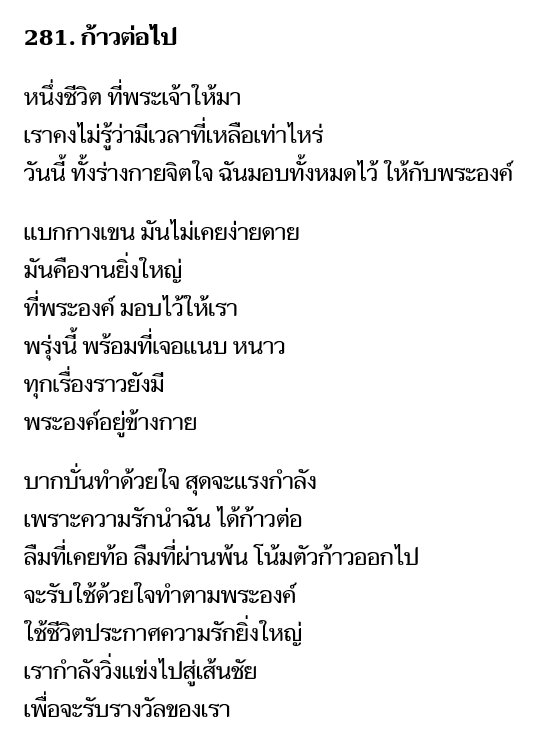 281. ก้าวต่อไป
หนึ่งชีวิต ที่พระเจ้าให้มา
เราคงไม่รู้ว่ามีเวลาที่เหลือเท่าไหร่
วันนี้ ทั้งร่างกายจิตใจ ฉันมอบทั้งหมดไว้ ให้กับพระองค์
แบกกางเขน มันไม่เคยง่ายดาย
มันคืองานยิ่งใหญ่
ที่พระองค์ มอบไว้ให้เรา
พรุ่งนี้ พร้อมที่เจอแนบ หนาว
ทุกเรื่องราวยังมี
พระองค์อยู่ข้างกาย
บากบั่นทำด้วยใจ สุดจะแรงกำลัง
เพราะความรักนำฉัน ได้ก้าวต่อ
ลืมที่เคยท้อ ลืมที่ผ่านพ้น โน้มตัวก้าวออกไป
จะรับใช้ด้วยใจทำตามพระองค์
ใช้ชีวิตประกาศความรักยิ่งใหญ่
เรากำลังวิ่งแข่งไปสู่เส้นชัย
เพื่อจะรับรางวัลของเรา